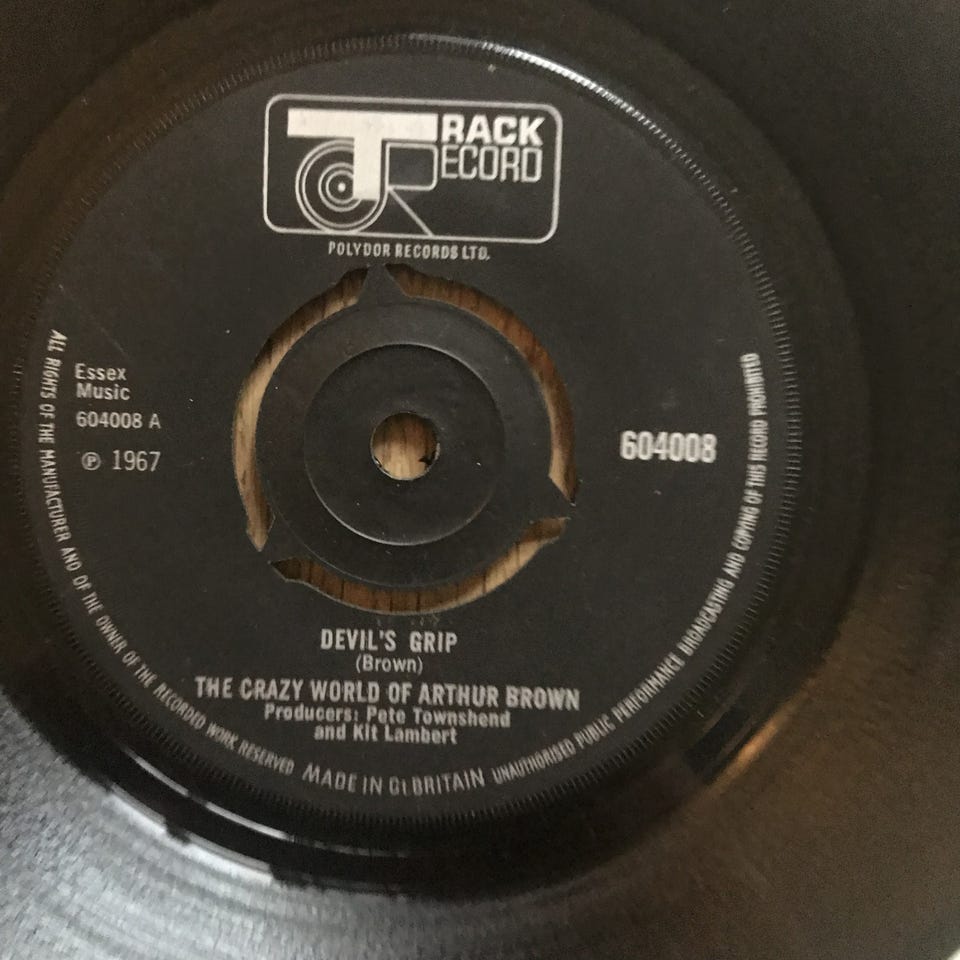 TRACK
RECORD
POLYDOR RECORDS LTD.
Essex
Music
604008 A
℗ 1967
604008
DEVIL'S GRIP
(Brown)
THE CRAZY WORLD OF ARTHUR BROWN
Producers: Pete Townshend
and Kit Lambert
ALL RIGHTS OF THE MANUFACTURER AND OF THE OWNER OF THE RECORDED WORK RESERVED MADE IN Gt.BRITAIN UNAUTHORISED PUBLIC PERFORMANCE BROADCASTING AND COPYING OF THIS RECORD PROHIBITED